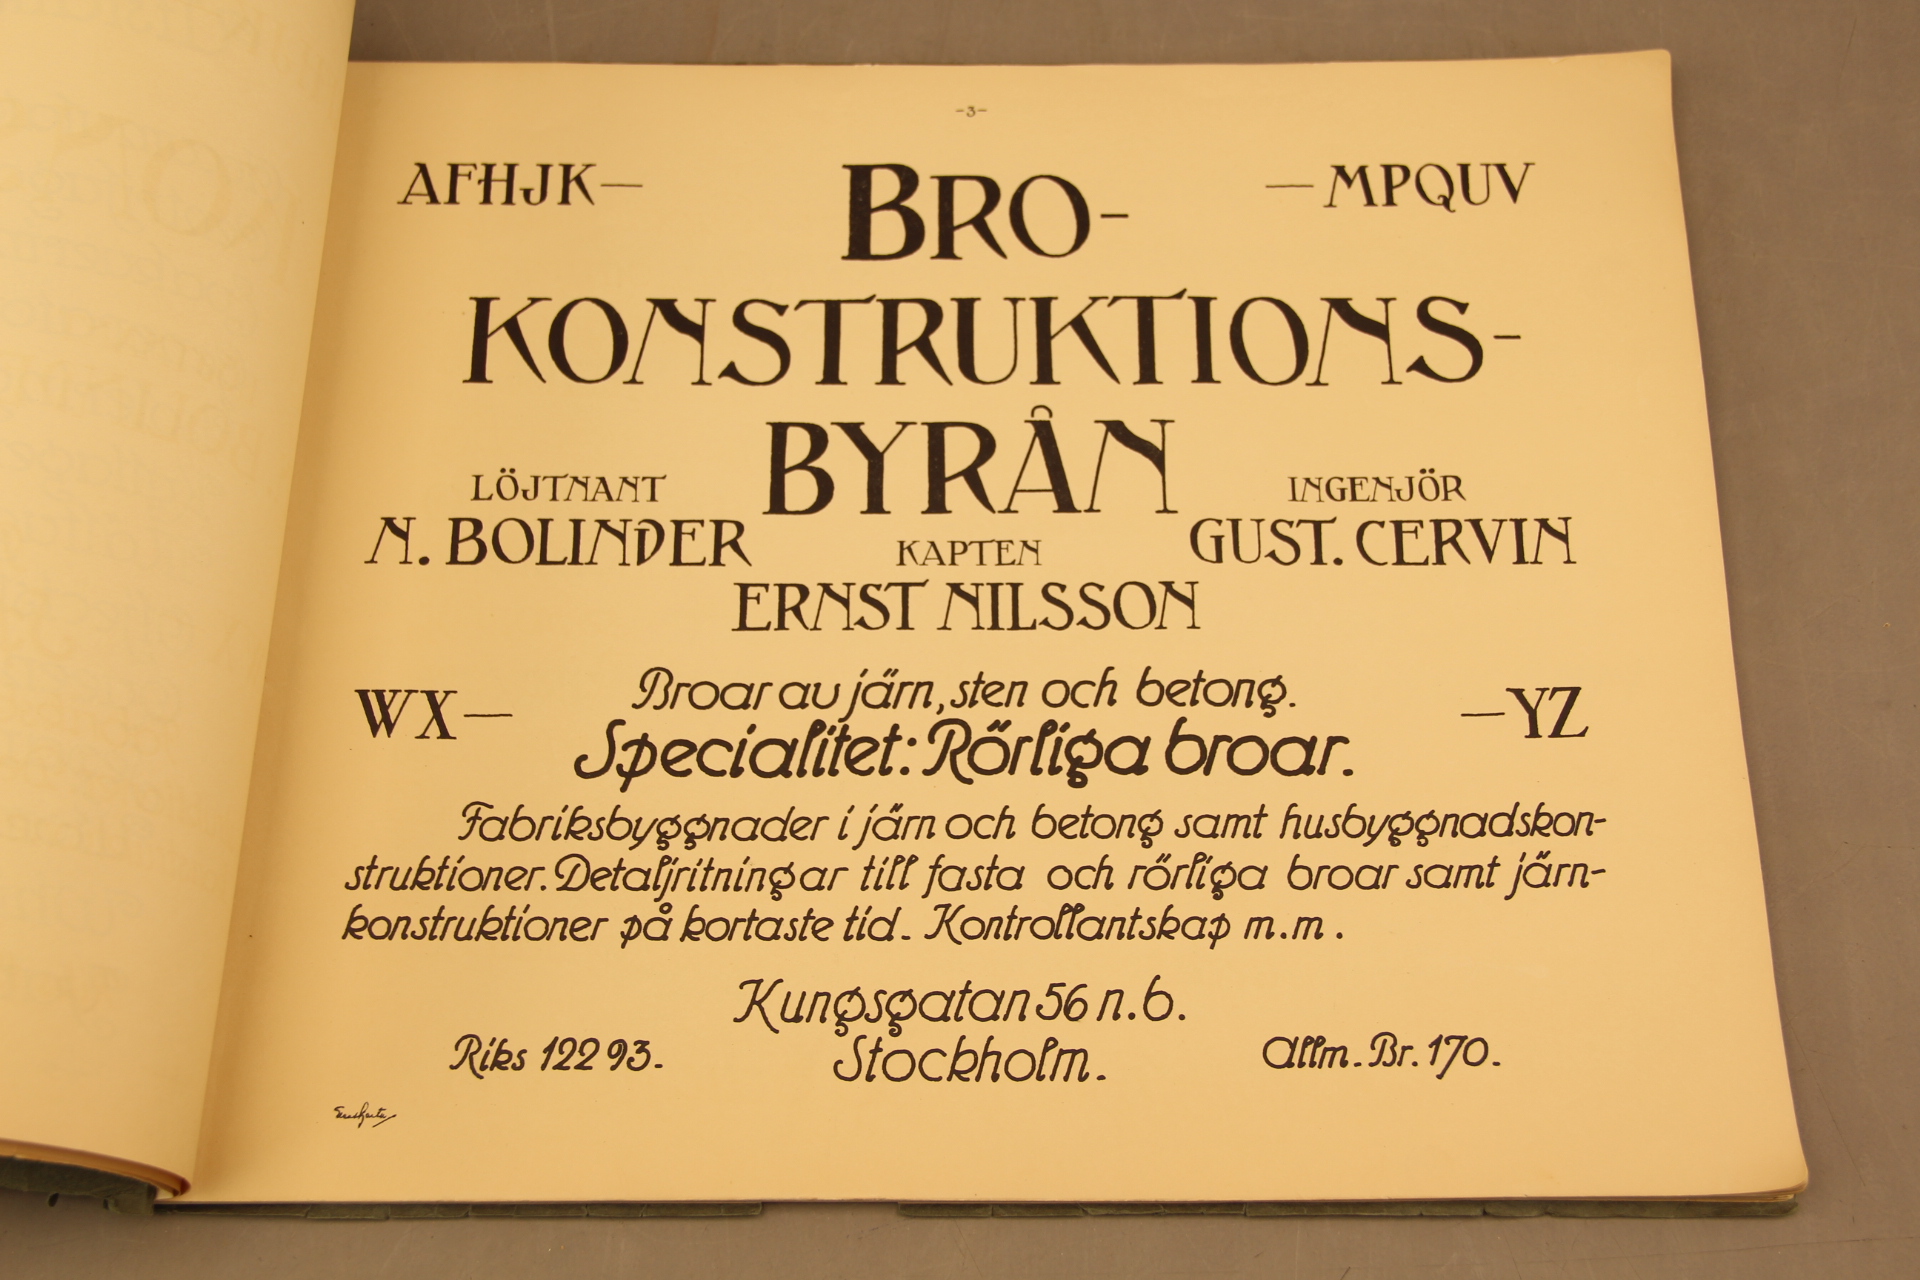 -3-
AFHJK—
BRO-
—MPQUV
KONSTRUKTIONS-
BYRÅN
LÖJTNANT
N. BOLINDER
INGENJÖR
GUST. CERVIN
KAPTEN
ERNST NILSSON
Broar av järn, sten och betong.
WX—
—YZ
Specialitet: Rörliga broar.
Fabriksbyggnader i järn och betong samt husbyggnadskon-
struktioner. Detaljritningar till fasta och rörliga broar samt järn-
konstruktioner på kortaste tid. Kontrollantskap m.m.
Kungsgatan 56 n.b.
Riks 122 93.
Stockholm.
Allm. Br. 170.